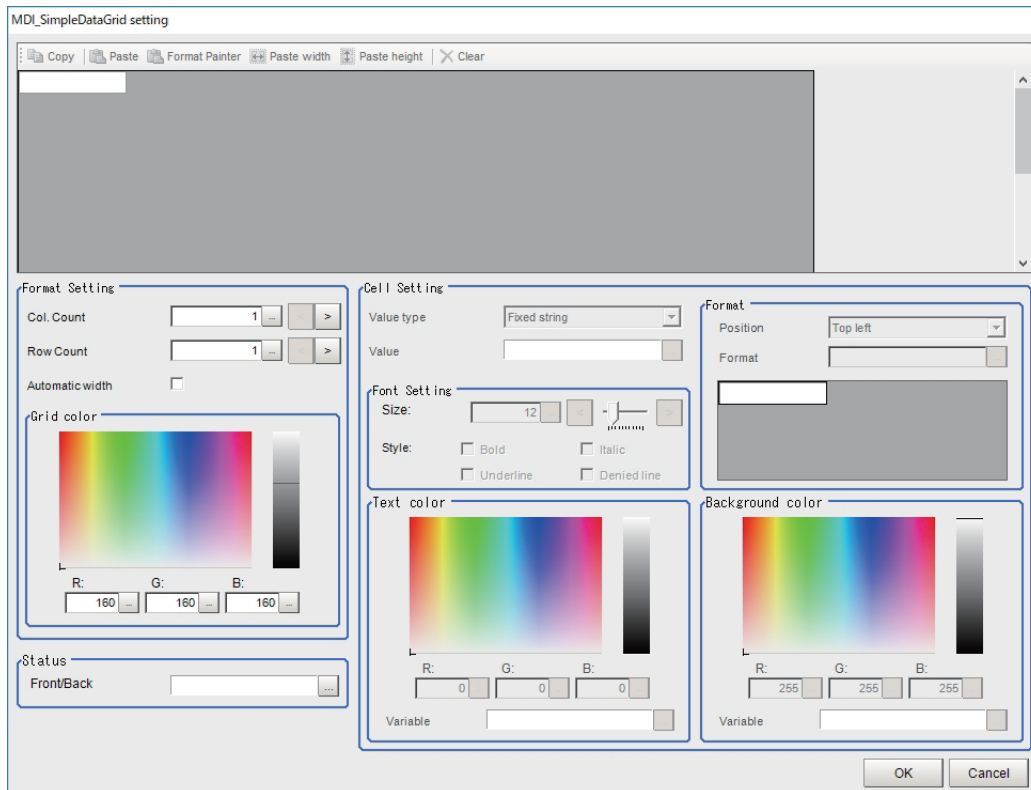 MDI_SimpleDataGrid setting
Copy Paste Format Painter Paste width Paste height Clear
Format Setting
Col. Count 1 ... < >
Row Count 1 ... < >
Automatic width
Grid color
R: G: B:
160 ... 160 ... 160 ...
Status
Front/Back ...
Cell Setting
Value type Fixed string
Value
Font Setting
Size: 12 ... < >
Style: Bold Italic
Underline Denied line
Format
Position Top left
Format ...
Text color
R: G: B:
0 0 0
Variable
Background color
R: G: B:
255 255 255
Variable
OK Cancel